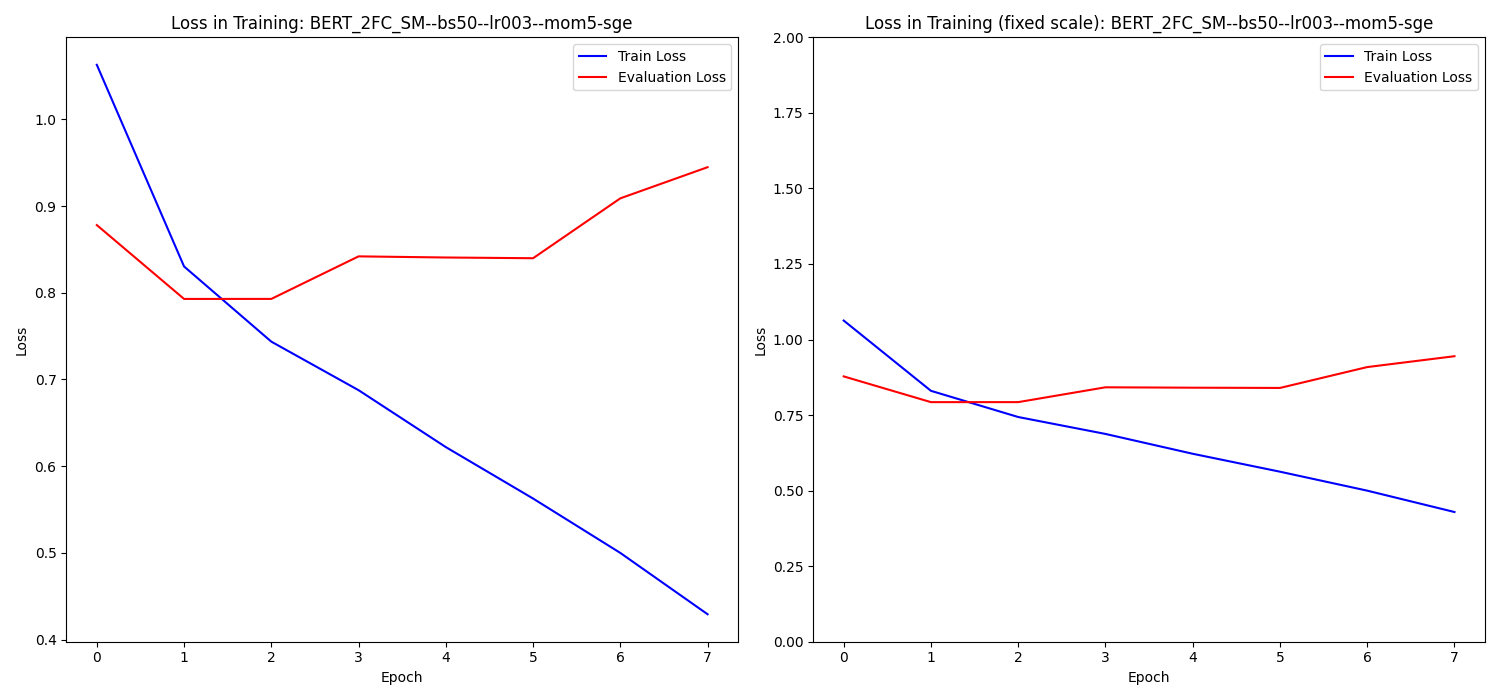 Loss in Training: BERT_2FC_SM--bs50--lr003--mom5-sge
Train Loss
Evaluation Loss
1.0
0.9
0.8
0.7
0.6
0.5
0.4
Loss
0 1 2 3 4 5 6 7
Epoch
Loss in Training (fixed scale): BERT_2FC_SM--bs50--lr003--mom5-sge
Train Loss
Evaluation Loss
2.00
1.75
1.50
1.25
1.00
0.75
0.50
0.25
0.00
Loss
0 1 2 3 4 5 6 7
Epoch